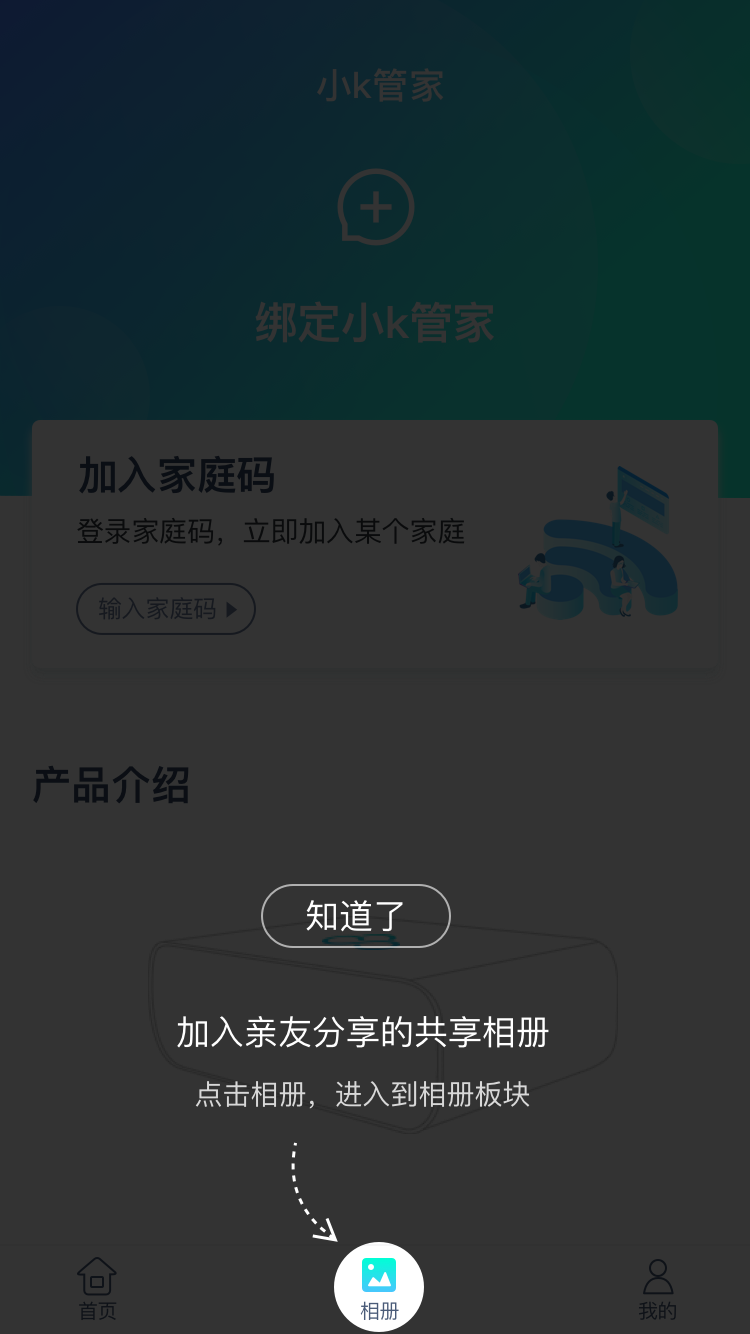 小k管家
绑定小k管家
加入家庭码
登录家庭码，立即加入某个家庭
输入家庭码
产品介绍
知道了
加入亲友分享的共享相册
点击相册，进入到相册板块
首页
相册
我的